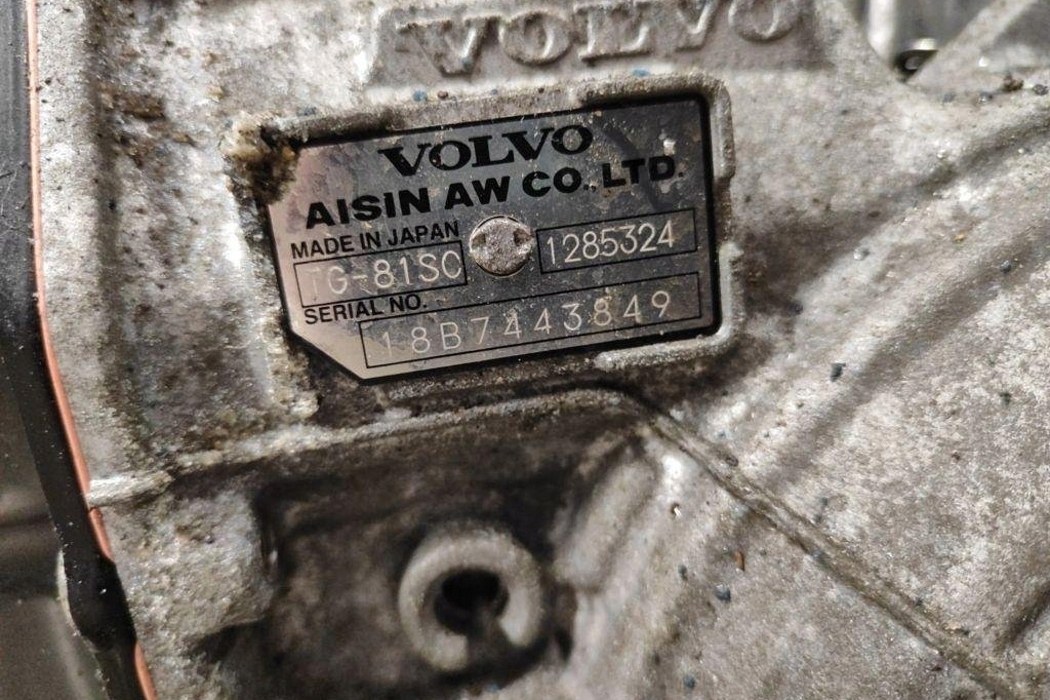 VOLVO
VOLVO
AISIN AW CO., LTD.
MADE IN JAPAN
TG-81SC 1285324
SERIAL NO.
18B7443849